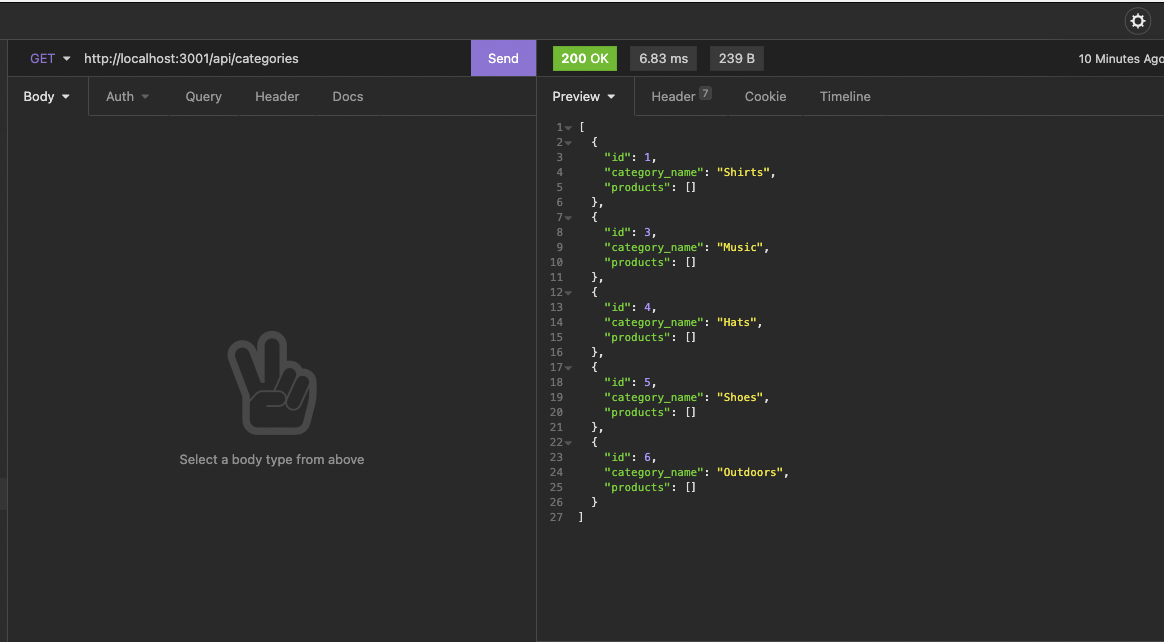 GET http://localhost:3001/api/categories Send 200 OK 6.83 ms 239 B 10 Minutes Ago
Body Auth Query Header Docs Preview Header 7 Cookie Timeline
1 [
2 {
3 "id": 1,
4 "category_name": "Shirts",
5 "products": []
6 },
7 {
8 "id": 3,
9 "category_name": "Music",
10 "products": []
11 },
12 {
13 "id": 4,
14 "category_name": "Hats",
15 "products": []
16 },
17 {
18 "id": 5,
19 "category_name": "Shoes",
20 "products": []
21 },
22 {
23 "id": 6,
24 "category_name": "Outdoors",
25 "products": []
26 }
27 ]
Select a body type from above